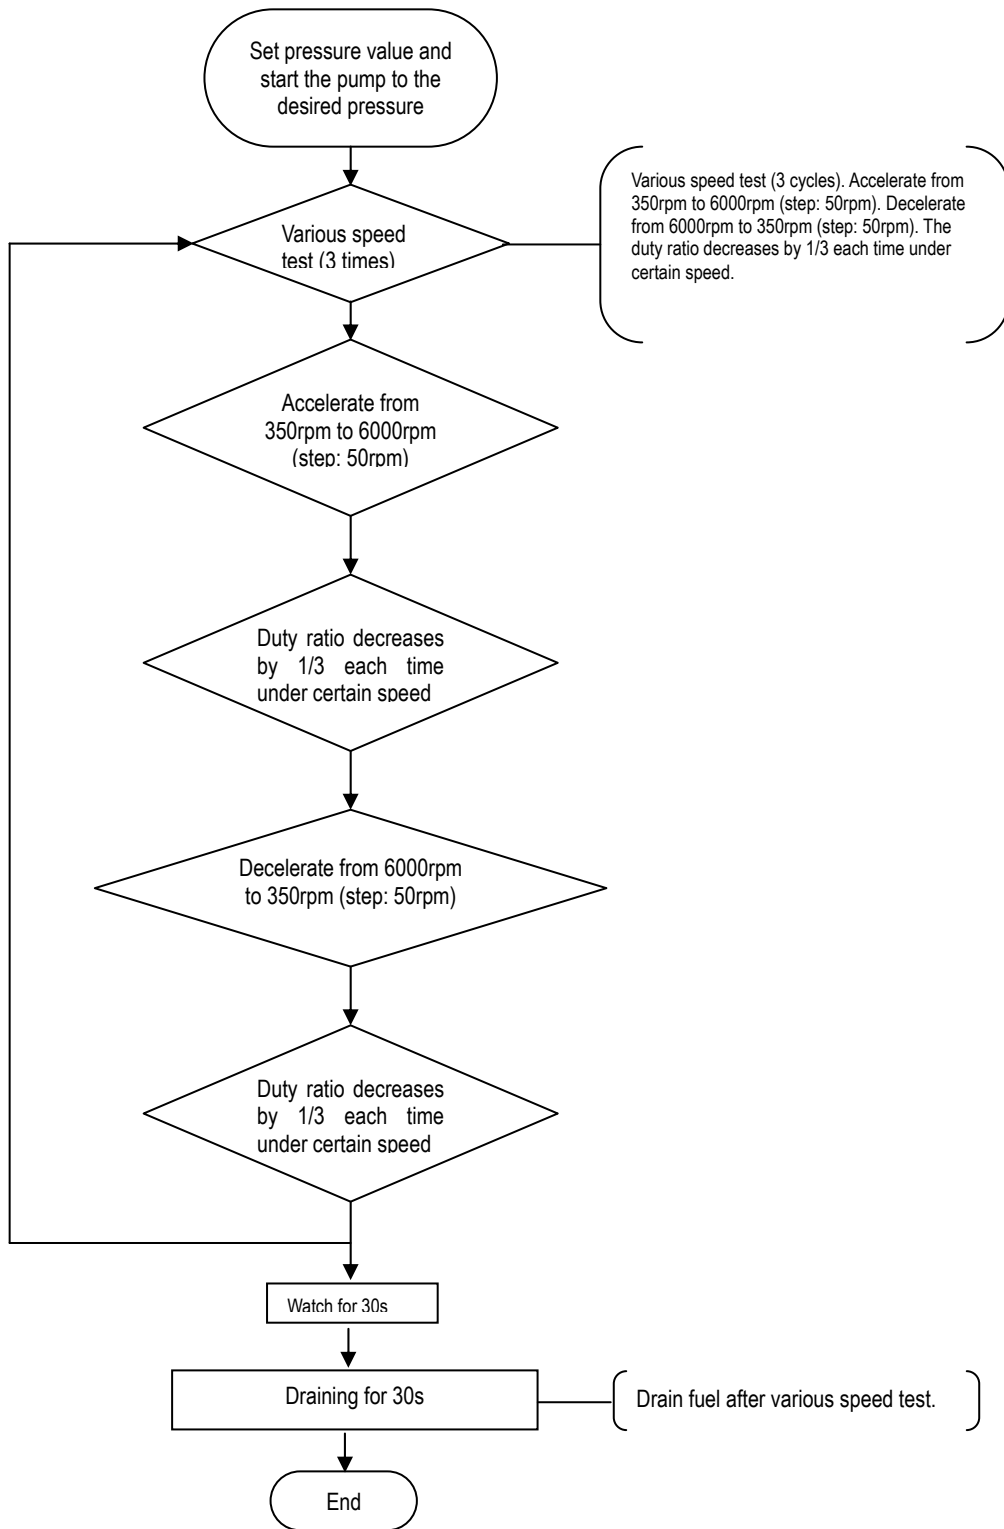 Set pressure value and
start the pump to the
desired pressure
Various speed test (3 cycles). Accelerate from
350rpm to 6000rpm (step: 50rpm). Decelerate
from 6000rpm to 350rpm (step: 50rpm). The
duty ratio decreases by 1/3 each time under
certain speed.
Various speed
test (3 times)
Accelerate from
350rpm to 6000rpm
(step: 50rpm)
Duty ratio decreases
by 1/3 each time
under certain speed
Decelerate from 6000rpm
to 350rpm (step: 50rpm)
Duty ratio decreases
by 1/3 each time
under certain speed
Watch for 30s
Draining for 30s
Drain fuel after various speed test.
End